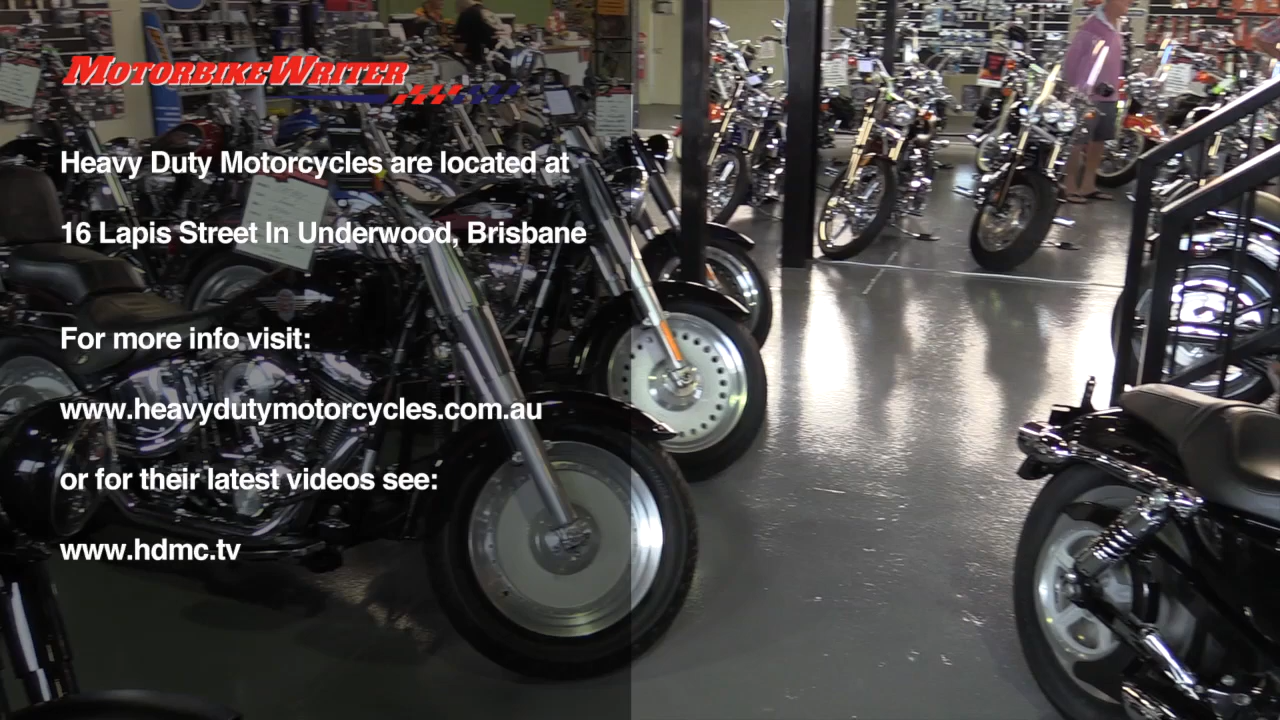 MotorbikeWriter
Heavy Duty Motorcycles are located at
16 Lapis Street In Underwood, Brisbane
For more info visit:
www.heavydutymotorcycles.com.au
or for their latest videos see:
www.hdmc.tv